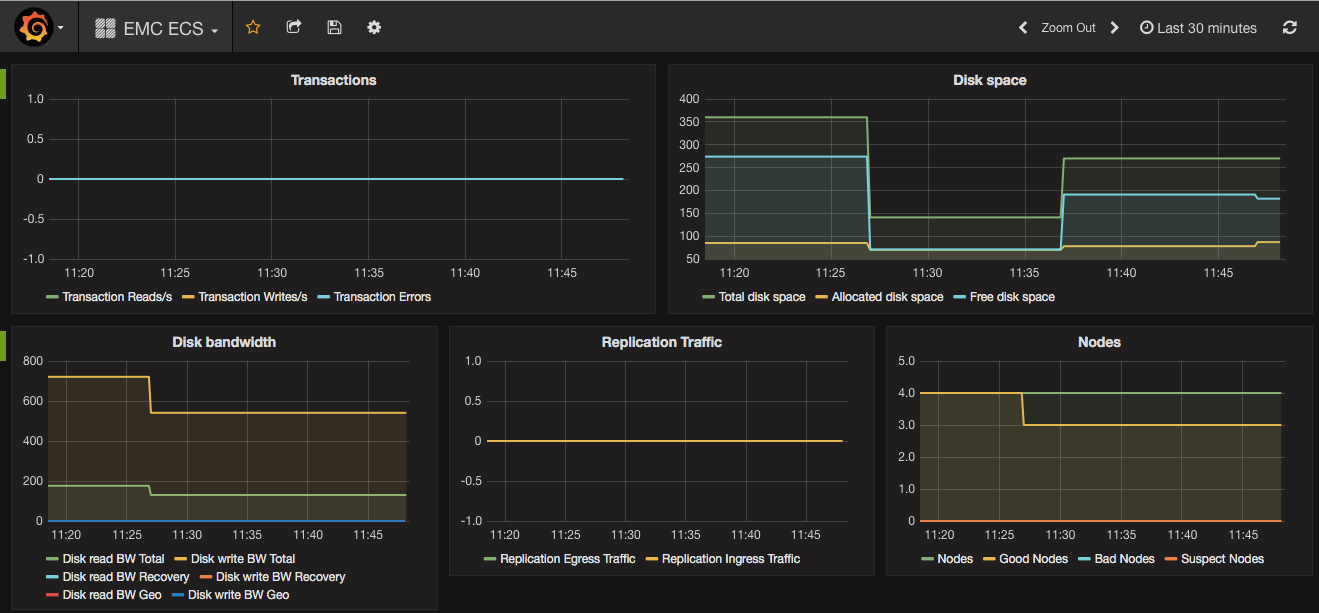 EMC ECS
Zoom Out
Last 30 minutes
Transactions
1.0
0.5
0
-0.5
-1.0
11:20 11:25 11:30 11:35 11:40 11:45
Transaction Reads/s Transaction Writes/s Transaction Errors
Disk space
400
350
300
250
200
150
100
50
11:20 11:25 11:30 11:35 11:40 11:45
Total disk space Allocated disk space Free disk space
Disk bandwidth
800
600
400
200
0
11:20 11:25 11:30 11:35 11:40 11:45
Disk read BW Total Disk write BW Total
Disk read BW Recovery Disk write BW Recovery
Disk read BW Geo Disk write BW Geo
Replication Traffic
1.0
0.5
0
-0.5
-1.0
11:20 11:25 11:30 11:35 11:40 11:45
Replication Egress Traffic Replication Ingress Traffic
Nodes
5.0
4.0
3.0
2.0
1.0
0
11:20 11:25 11:30 11:35 11:40 11:45
Nodes Good Nodes Bad Nodes Suspect Nodes